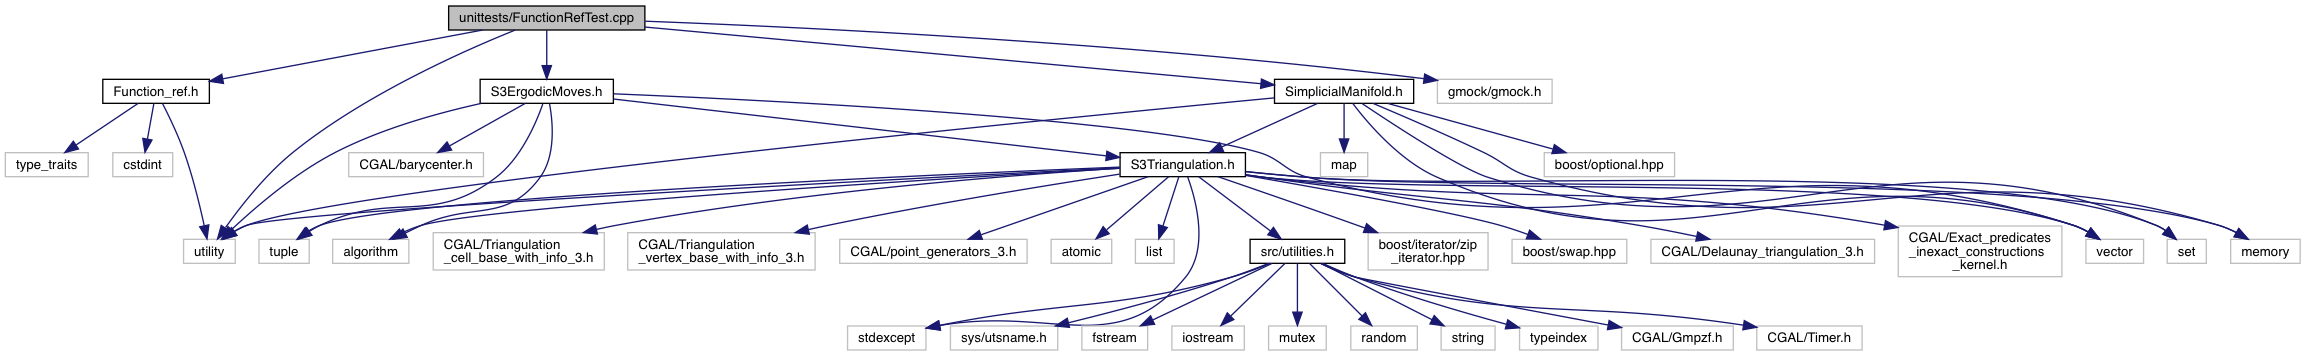 unittests/FunctionRefTest.cpp
Function_ref.h
S3ErgodicMoves.h
SimplicialManifold.h
gmock/gmock.h
type_traits
cstdint
CGAL/barycenter.h
S3Triangulation.h
map
boost/optional.hpp
utility
tuple
algorithm
CGAL/Triangulation
_cell_base_with_info_3.h
CGAL/Triangulation
_vertex_base_with_info_3.h
CGAL/point_generators_3.h
atomic
list
src/utilities.h
boost/iterator/zip
_iterator.hpp
boost/swap.hpp
CGAL/Delaunay_triangulation_3.h
CGAL/Exact_predicates
_inexact_constructions
_kernel.h
vector
set
memory
stdexcept
sys/utsname.h
fstream
iostream
mutex
random
string
typeindex
CGAL/Gmpzf.h
CGAL/Timer.h